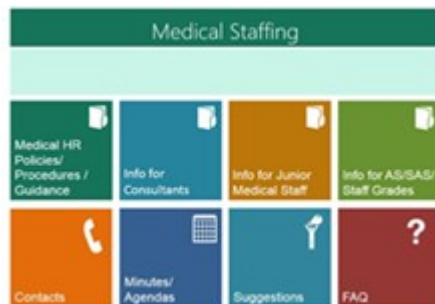 Medical Staffing
Medical HR
Policies/
Procedures /
Guidance
Info for
Consultants
Info for Junior
Medical Staff
Info for AS/SAS/
Staff Grades
Contacts
Minutes/
Agendas
Suggestions
?
FAQ